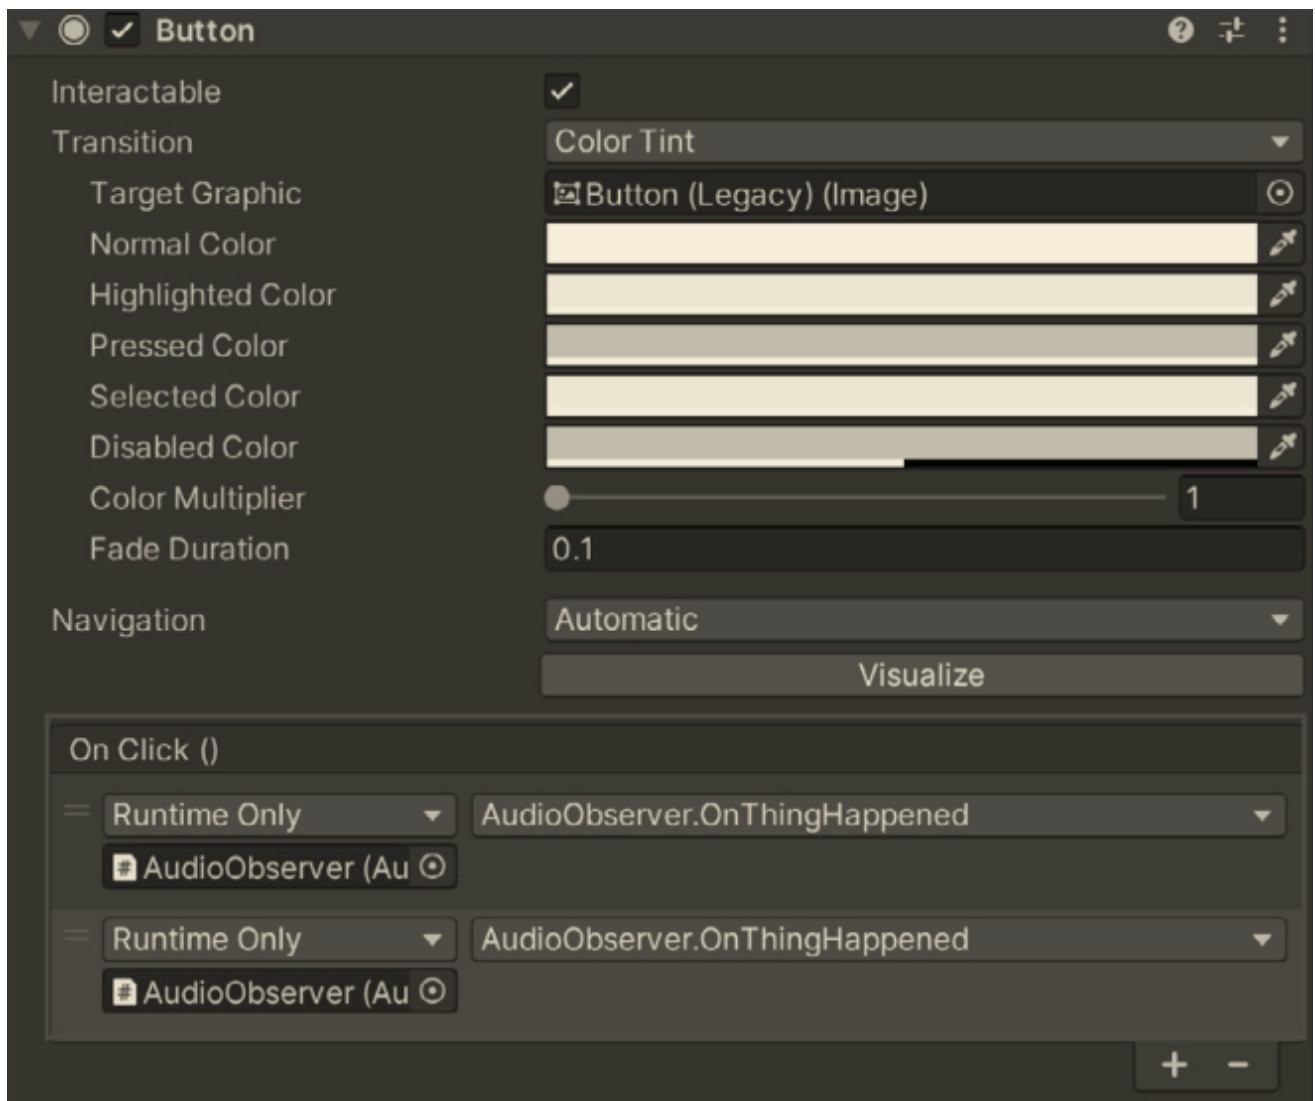 Button
Interactable
Transition
Color Tint
Target Graphic
Button (Legacy) (Image)
Normal Color
Highlighted Color
Pressed Color
Selected Color
Disabled Color
Color Multiplier
1
Fade Duration
0.1
Navigation
Automatic
Visualize
On Click ()
Runtime Only
AudioObserver.OnThingHappened
AudioObserver (Au
Runtime Only
AudioObserver.OnThingHappened
AudioObserver (Au